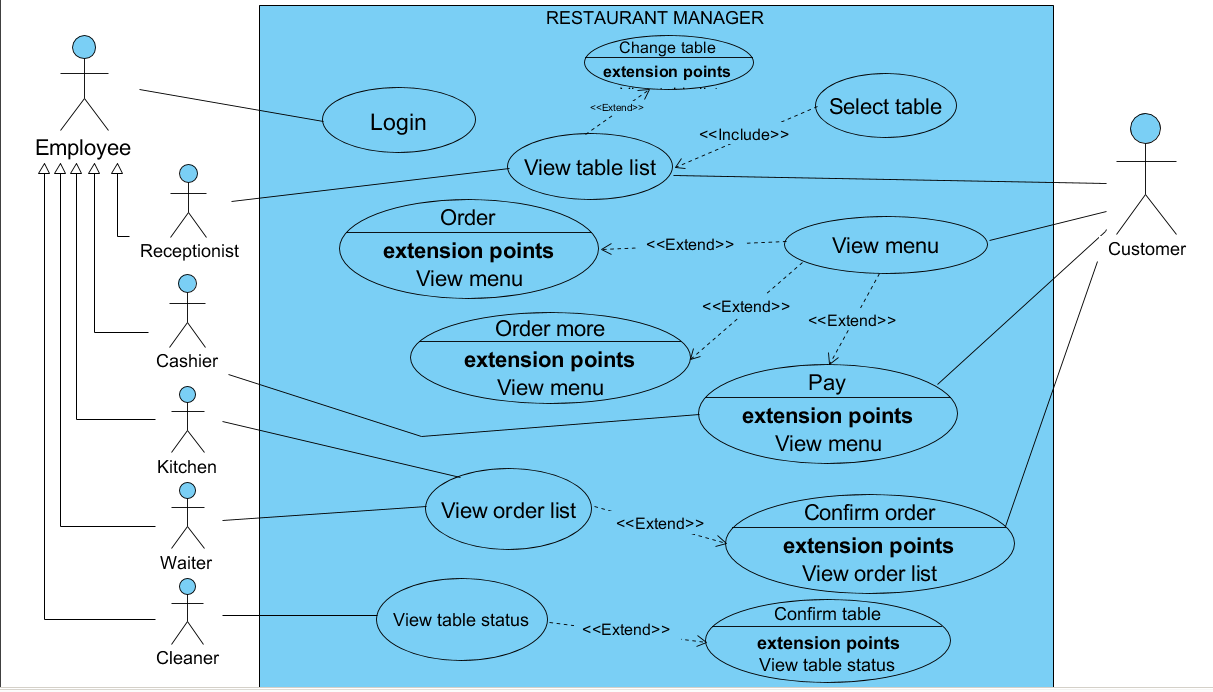 RESTAURANT MANAGER
Change table
extension points
<<Extend>>
Select table
Login
<<Include>>
Employee
View table list
Order
extension points
View menu
<<Extend>>
View menu
Receptionist
Customer
<<Extend>>
<<Extend>>
Order more
extension points
View menu
Cashier
Pay
extension points
View menu
Kitchen
View order list
<<Extend>>
Confirm order
extension points
View order list
Waiter
View table status
<<Extend>>
Confirm table
extension points
View table status
Cleaner